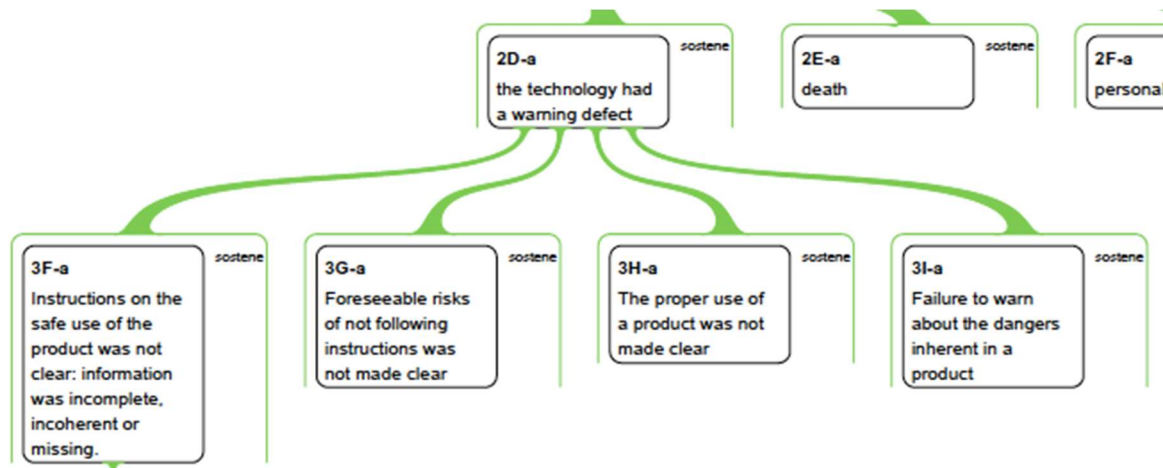 sostene
2D-a
the technology had
a warning defect
sostene
2E-a
death
2F-a
personal
sostene
3F-a
Instructions on the
safe use of the
product was not
clear: information
was incomplete,
incoherent or
missing.
sostene
3G-a
Foreseeable risks
of not following
instructions was
not made clear
sostene
3H-a
The proper use of
a product was not
made clear
sostene
3I-a
Failure to warn
about the dangers
inherent in a
product